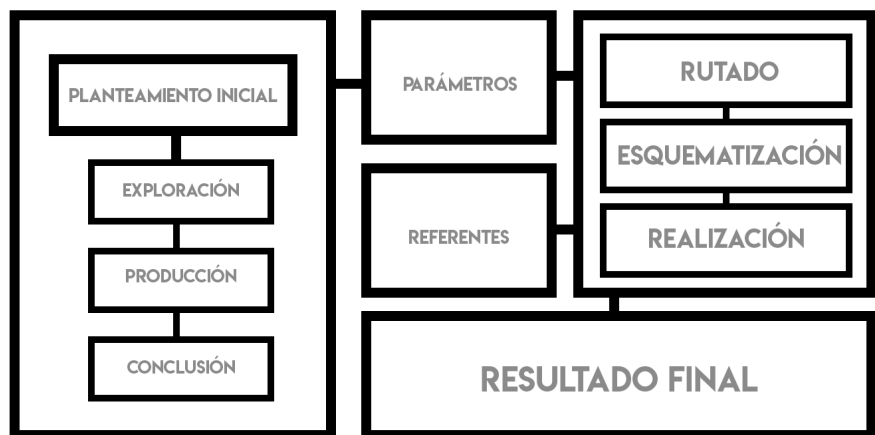 PLANTEAMIENTO INICIAL
EXPLORACIÓN
PRODUCCIÓN
CONCLUSIÓN
PARÁMETROS
REFERENTES
RUTADO
ESQUEMATIZACIÓN
REALIZACIÓN
RESULTADO FINAL